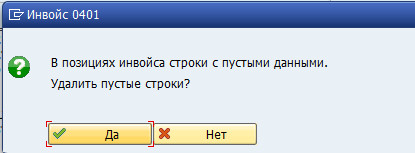 Инвойс 0401
В позициях инвойса строки с пустыми данными.
Удалить пустые строки?
Да Нет